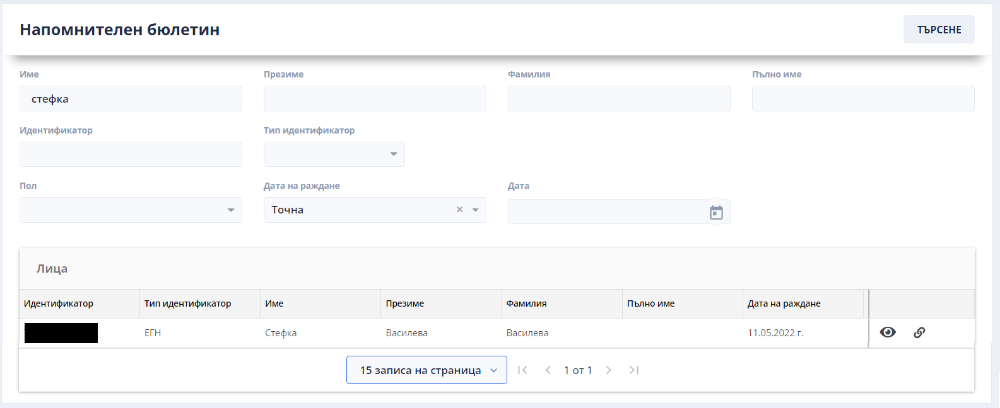 Напомнителен бюлетин
ТЪРСЕНЕ
Име Презиме Фамилия Пълно име
стефка
Идентификатор Тип идентификатор
Пол Дата на раждане Дата
Точна ×
Лица
Идентификатор Тип идентификатор Име Презиме Фамилия Пълно име Дата на раждане
ЕГН Стефка Василева Василева 11.05.2022 г.
15 записа на страница 1 от 1